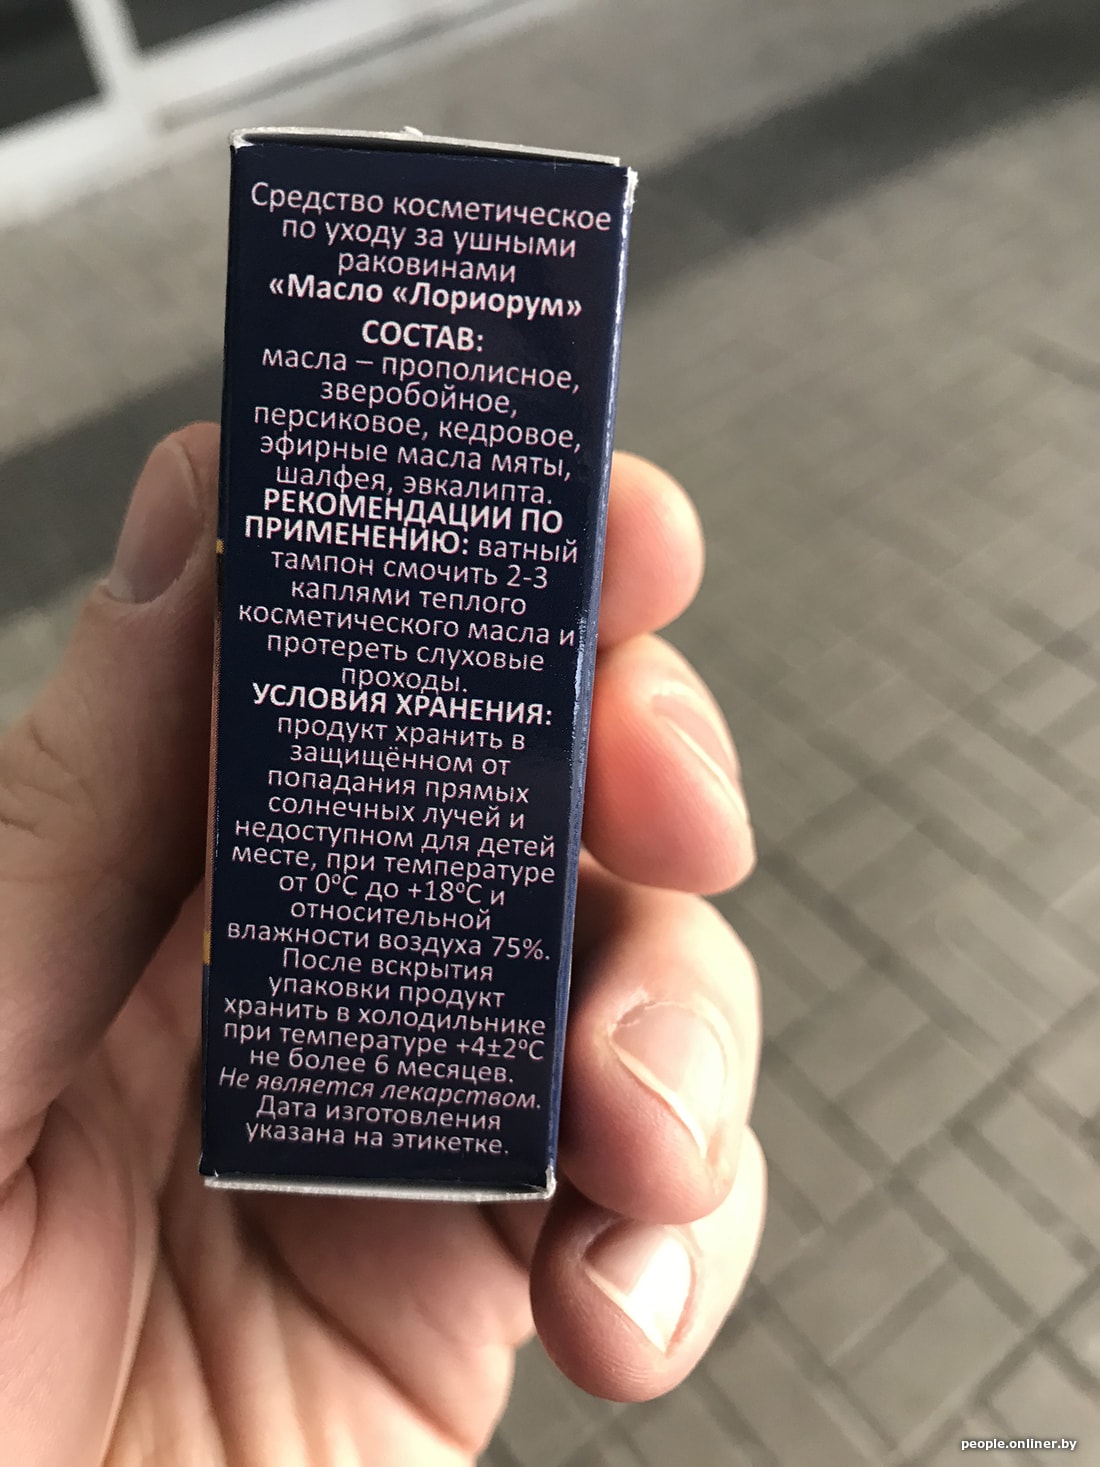 Средство косметическое
по уходу за ушными
раковинами
«Масло «Лориорум»
СОСТАВ:
масла – прополисное,
зверобойное,
персиковое, кедровое,
эфирные масла мяты,
шалфея, эвкалипта.
РЕКОМЕНДАЦИИ ПО
ПРИМЕНЕНИЮ: ватный
тампон смочить 2-3
каплями теплого
косметического масла и
протереть слуховые
проходы.
УСЛОВИЯ ХРАНЕНИЯ:
продукт хранить в
защищённом от
попадания прямых
солнечных лучей и
недоступном для детей
месте, при температуре
от 0ºС до +18ºС и
относительной
влажности воздуха 75%.
После вскрытия
упаковки продукт
хранить в холодильнике
при температуре +4±2ºС
не более 6 месяцев.
Не является лекарством.
Дата изготовления
указана на этикетке.
people.onliner.by